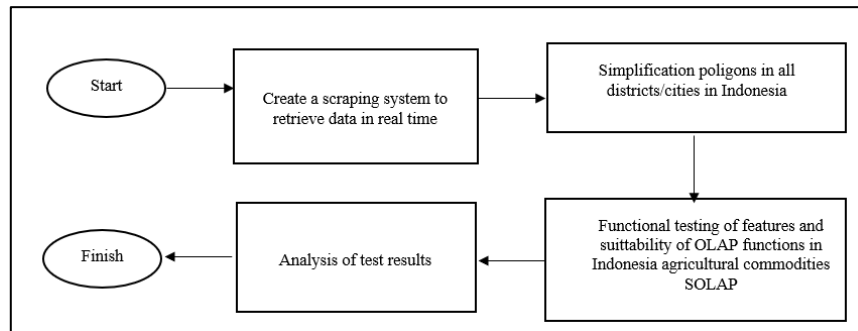 Start
Create a scraping system to
retrieve data in real time
Simplification poligons in all
districts/cities in Indonesia
Functional testing of features and
suittability of OLAP functions in
Indonesia agricultural commodities
SOLAP
Analysis of test results
Finish